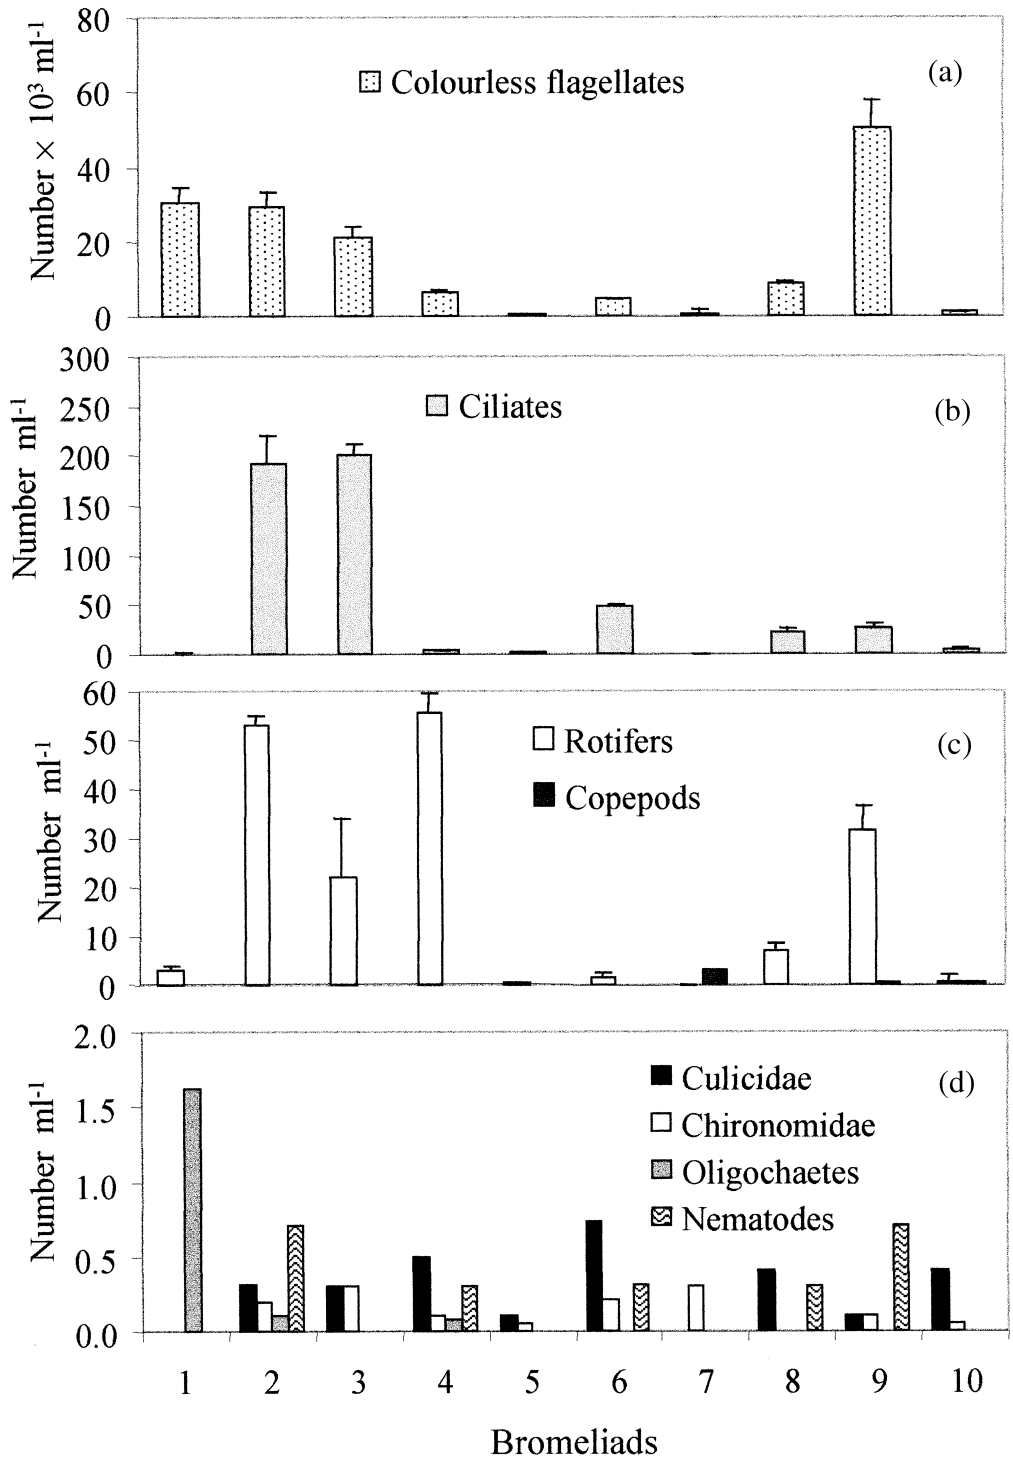 80
60
40
20
0
Number × 10³ ml⁻¹
Colourless flagellates
(a)
300
250
200
150
100
50
0
Number ml⁻¹
Ciliates
(b)
60
50
40
30
20
10
0
Number ml⁻¹
Rotifers
Copepods
(c)
2.0
1.5
1.0
0.5
0.0
Number ml⁻¹
Culicidae
Chironomidae
Oligochaetes
Nematodes
(d)
1 2 3 4 5 6 7 8 9 10
Bromeliads